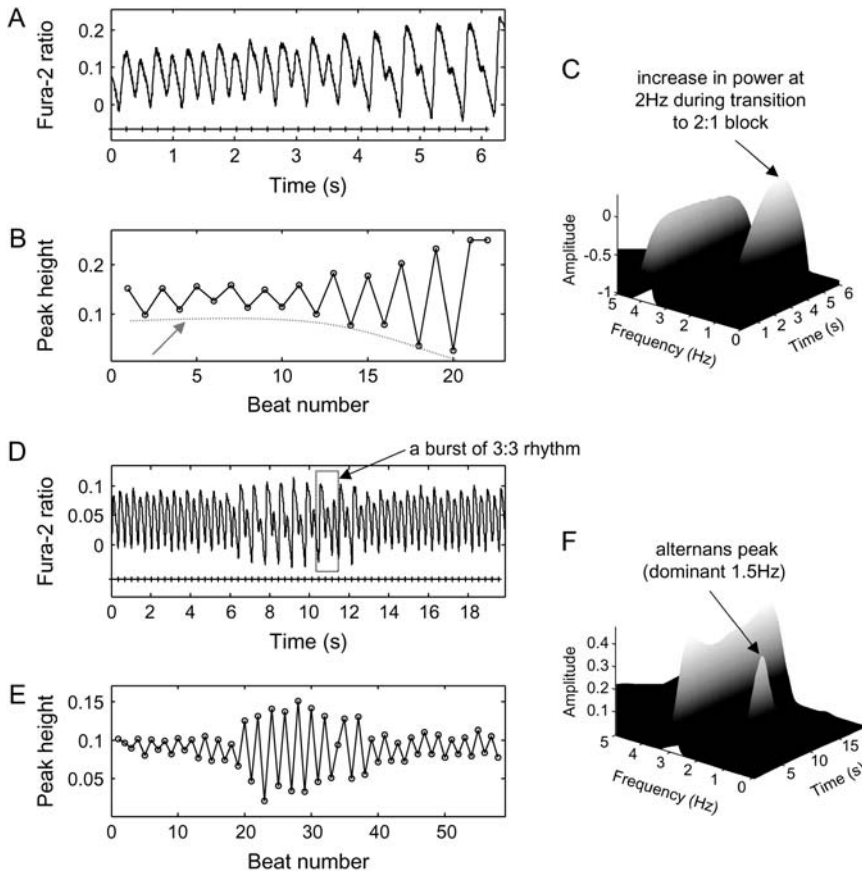 A
Fura-2 ratio
0.2
0.1
0
0 1 2 3 4 5 6
Time (s)
B
Peak height
0.2
0.1
0 5 10 15 20
Beat number
C
increase in power at
2Hz during transition
to 2:1 block
Amplitude
0
-0.5
-1
5 4 3 2 1 0
Frequency (Hz)
1 2 3 4 5 6
Time (s)
D
a burst of 3:3 rhythm
Fura-2 ratio
0.1
0.05
0
0 2 4 6 8 10 12 14 16 18
Time (s)
E
Peak height
0.15
0.1
0.05
0 10 20 30 40 50
Beat number
F
alternans peak
(dominant 1.5Hz)
Amplitude
0.4
0.3
0.2
0.1
5 4 3 2 1 0
Frequency (Hz)
5 10 15
Time (s)